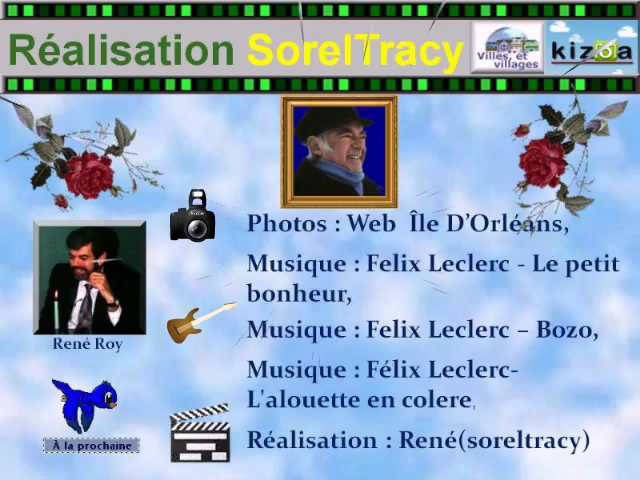 Réalisation SorelTracy
villes, et
villages
kizoa
kizoa
Photos : Web Île D’Orléans,
Musique : Felix Leclerc - Le petit
bonheur,
Musique : Felix Leclerc – Bozo,
Musique : Félix Leclerc-
L'alouette en colere,
Réalisation : René(soreltracy)
René Roy
À la prochaine